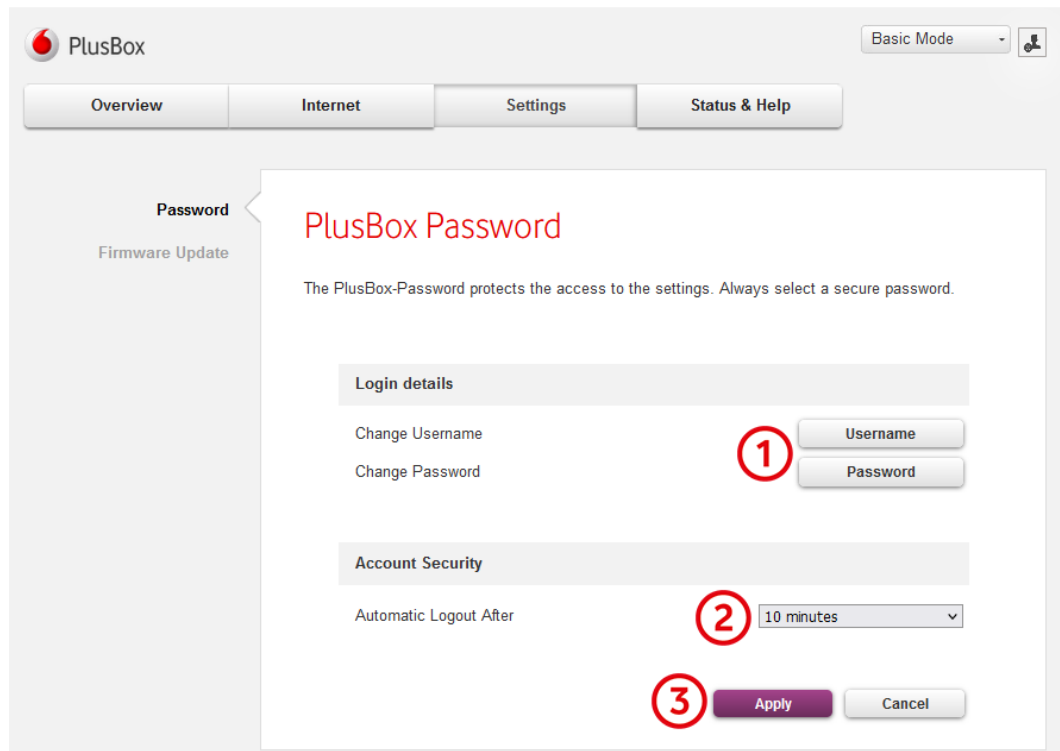 PlusBox
Basic Mode
Overview
Internet
Settings
Status & Help
Password
Firmware Update
PlusBox Password
The PlusBox-Password protects the access to the settings. Always select a secure password.
Login details
Change Username
1
Username
Change Password
Password
Account Security
Automatic Logout After
2
10 minutes
3
Apply
Cancel